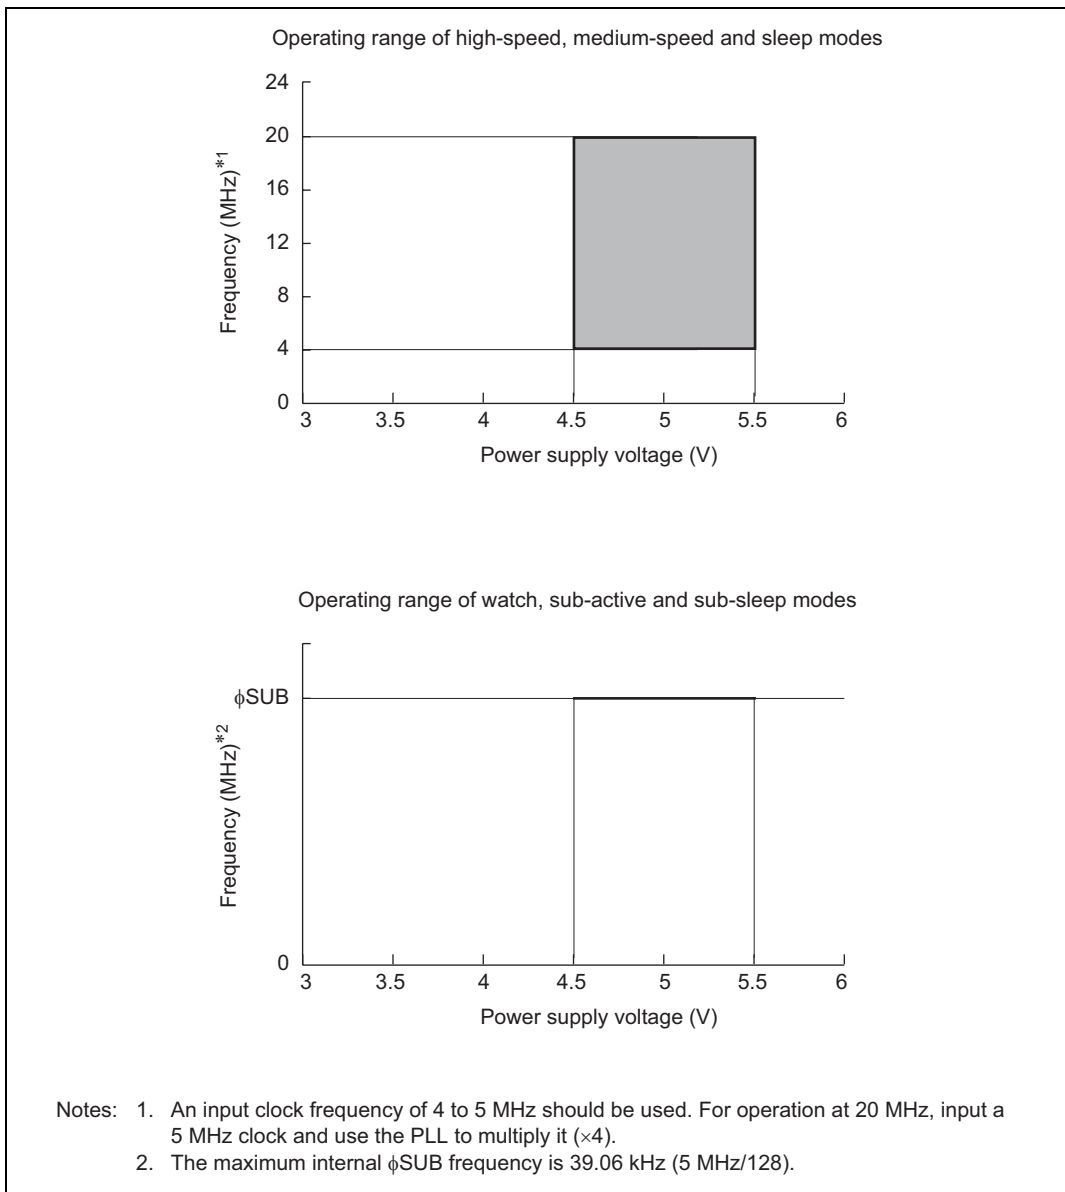 Operating range of high-speed, medium-speed and sleep modes
24
20
16
12
8
4
0
Frequency (MHz)*1
3 3.5 4 4.5 5 5.5 6
Power supply voltage (V)
Operating range of watch, sub-active and sub-sleep modes
ϕSUB
0
Frequency (MHz)*2
3 3.5 4 4.5 5 5.5 6
Power supply voltage (V)
Notes: 1. An input clock frequency of 4 to 5 MHz should be used. For operation at 20 MHz, input a
5 MHz clock and use the PLL to multiply it (×4).
2. The maximum internal ϕSUB frequency is 39.06 kHz (5 MHz/128).